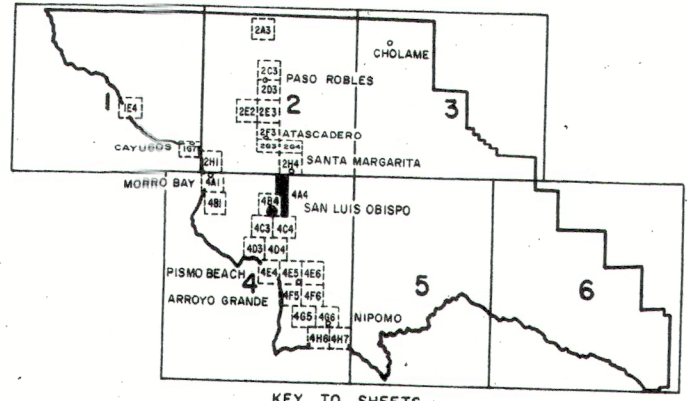 2A3
CHOLAME
2C3
PASO ROBLES
2D3
1
1E4
2E2 2E3
2
3
2F3 ATASCADERO
CAYUCOS 1G7
2G3 2G4
2H1
2H4 SANTA MARGARITA
MORRO BAY 4A1
4A4
4B1
4B4
SAN LUIS OBISPO
4C3 4C4
4D3 4D4
PISMO BEACH
4
4E4 4E5 4E6
5
6
ARROYO GRANDE
4F5 4F6
4G5 4G6 NIPOMO
4H6 4H7
KEY TO SHEETS